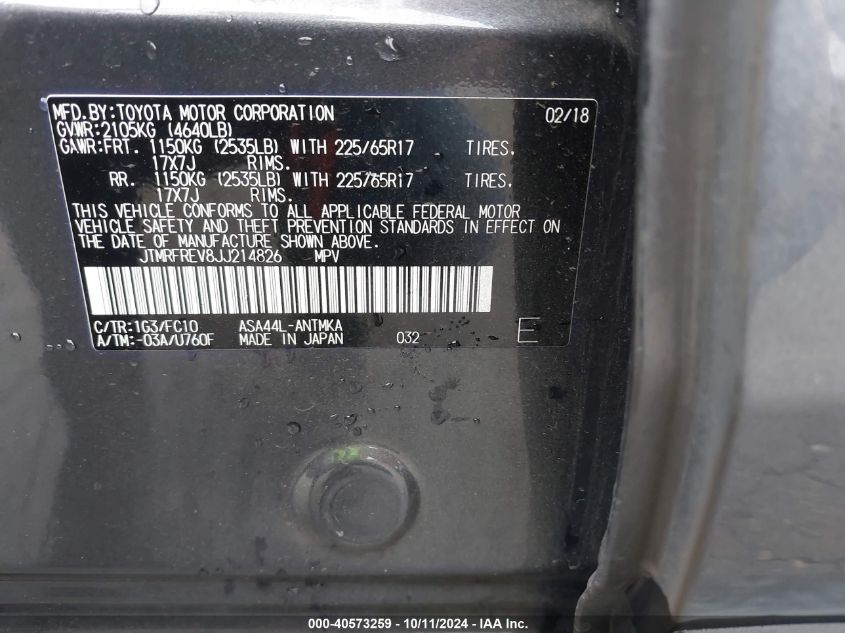 MFD.BY:TOYOTA MOTOR CORPORATION 02/18
GVWR:2105KG (4640LB)
GAWR:FRT. 1150KG (2535LB) WITH 225/65R17 TIRES.
17X7J RIMS.
RR. 1150KG (2535LB) WITH 225/65R17 TIRES.
17X7J RIMS.
THIS VEHICLE CONFORMS TO ALL APPLICABLE FEDERAL MOTOR
VEHICLE SAFETY AND THEFT PREVENTION STANDARDS IN EFFECT ON
THE DATE OF MANUFACTURE SHOWN ABOVE.
JTMRFREV8JJ214826 MPV
C/TR:1G3/FC10 ASA44L-ANTMKA
A/TM:-03A/U760F MADE IN JAPAN 032 E
000-40573259 - 10/11/2024 - © IAA, Inc.